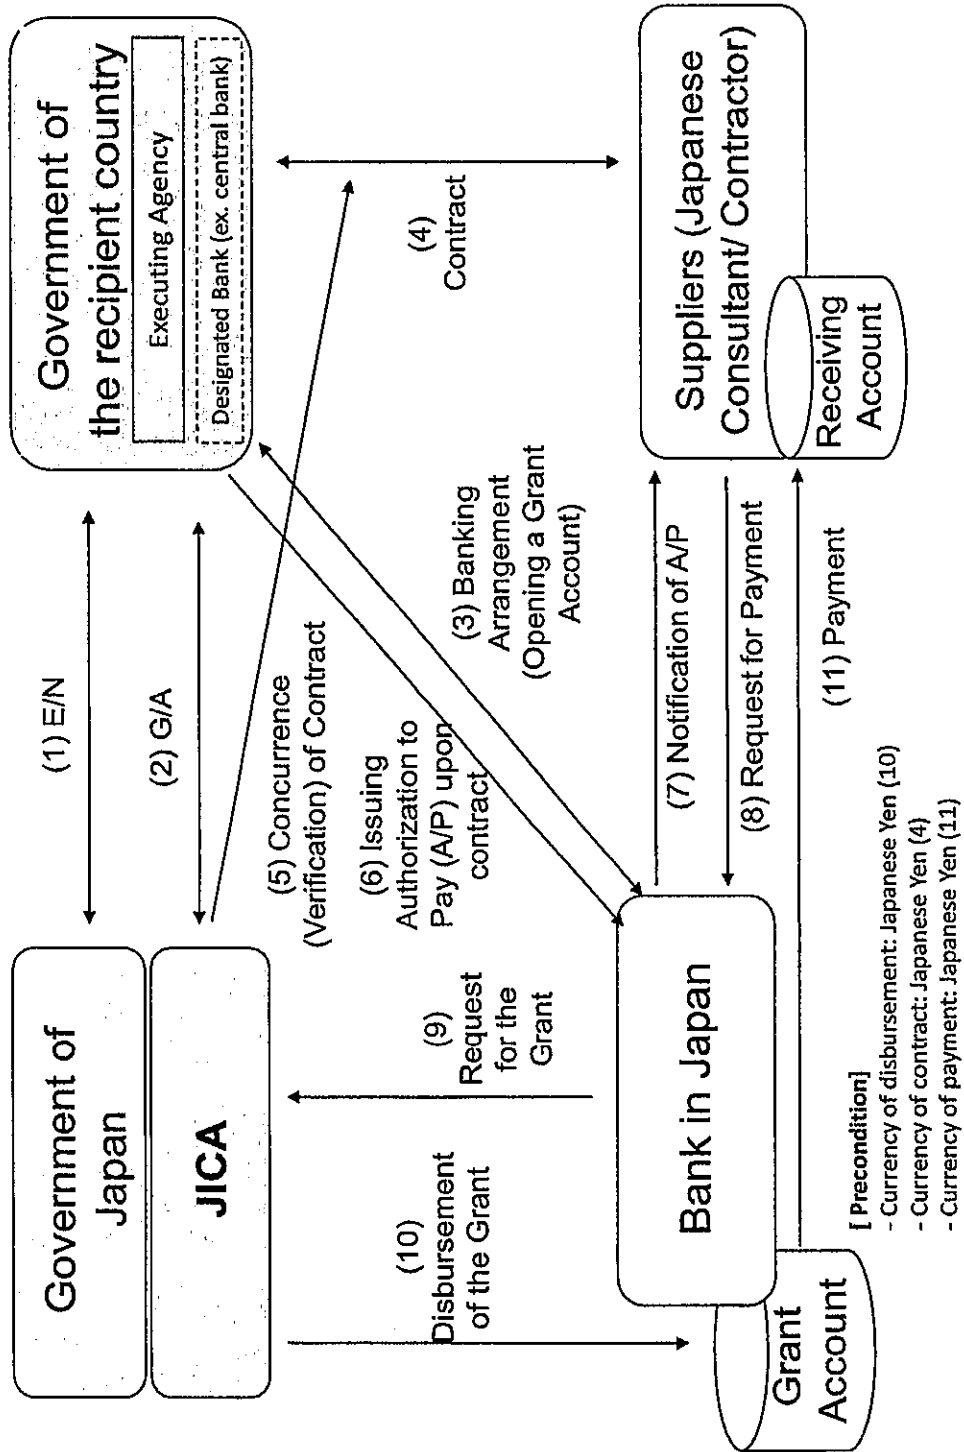 Government of
Japan
JICA
Government of
the recipient country
Executing Agency
Designated Bank (ex. central bank)
(1) E/N
(2) G/A
(5) Concurrence
(Verification) of Contract
(6) Issuing
Authorization to
Pay (A/P) upon
contract
(4)
Contract
(3) Banking
Arrangement
(Opening a Grant
Account)
(9)
Request
for the
Grant
(10)
Disbursement
of the Grant
Bank in Japan
Grant
Account
(7) Notification of A/P
(8) Request for Payment
(11) Payment
Suppliers (Japanese
Consultant/ Contractor)
Receiving
Account
[ Precondition]
- Currency of disbursement: Japanese Yen (10)
- Currency of contract: Japanese Yen (4)
- Currency of payment: Japanese Yen (11)